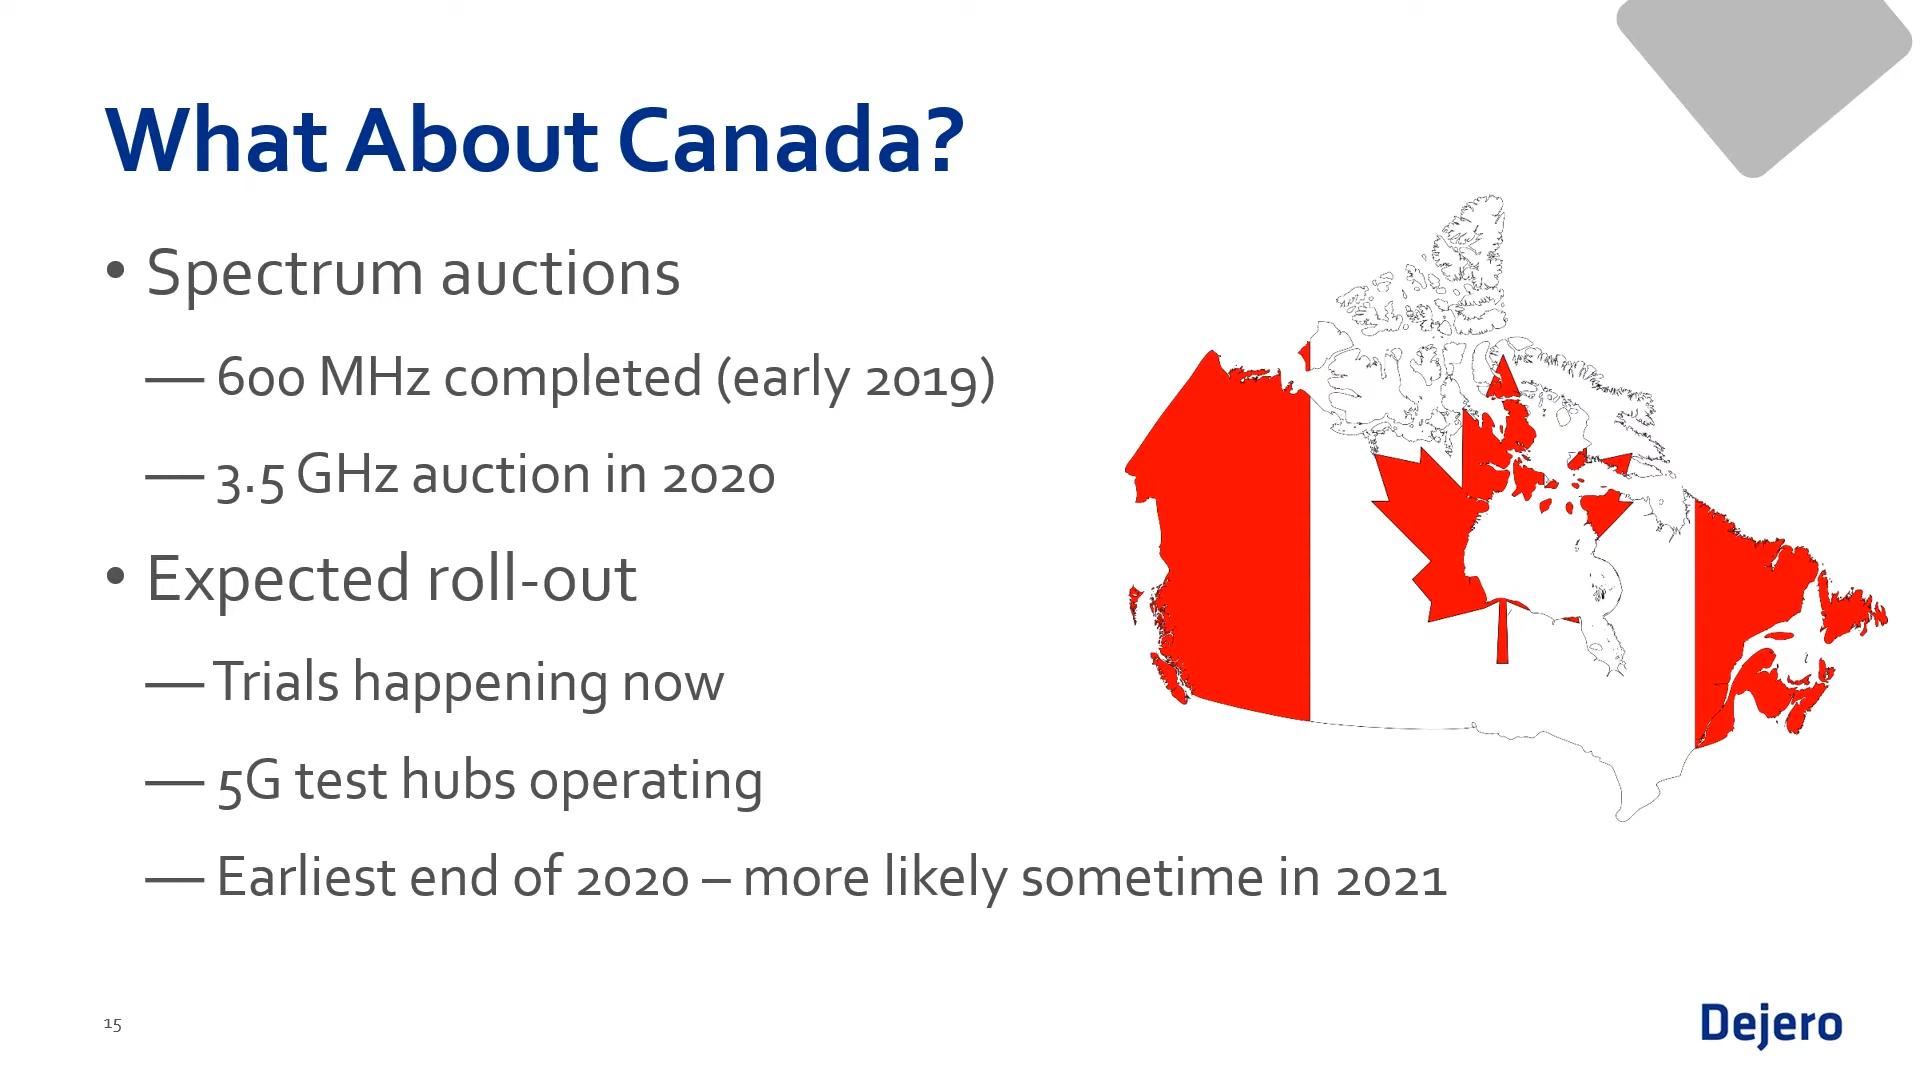 What About Canada?
• Spectrum auctions
— 600 MHz completed (early 2019)
— 3.5 GHz auction in 2020
• Expected roll-out
— Trials happening now
— 5G test hubs operating
— Earliest end of 2020 – more likely sometime in 2021
15
Dejero